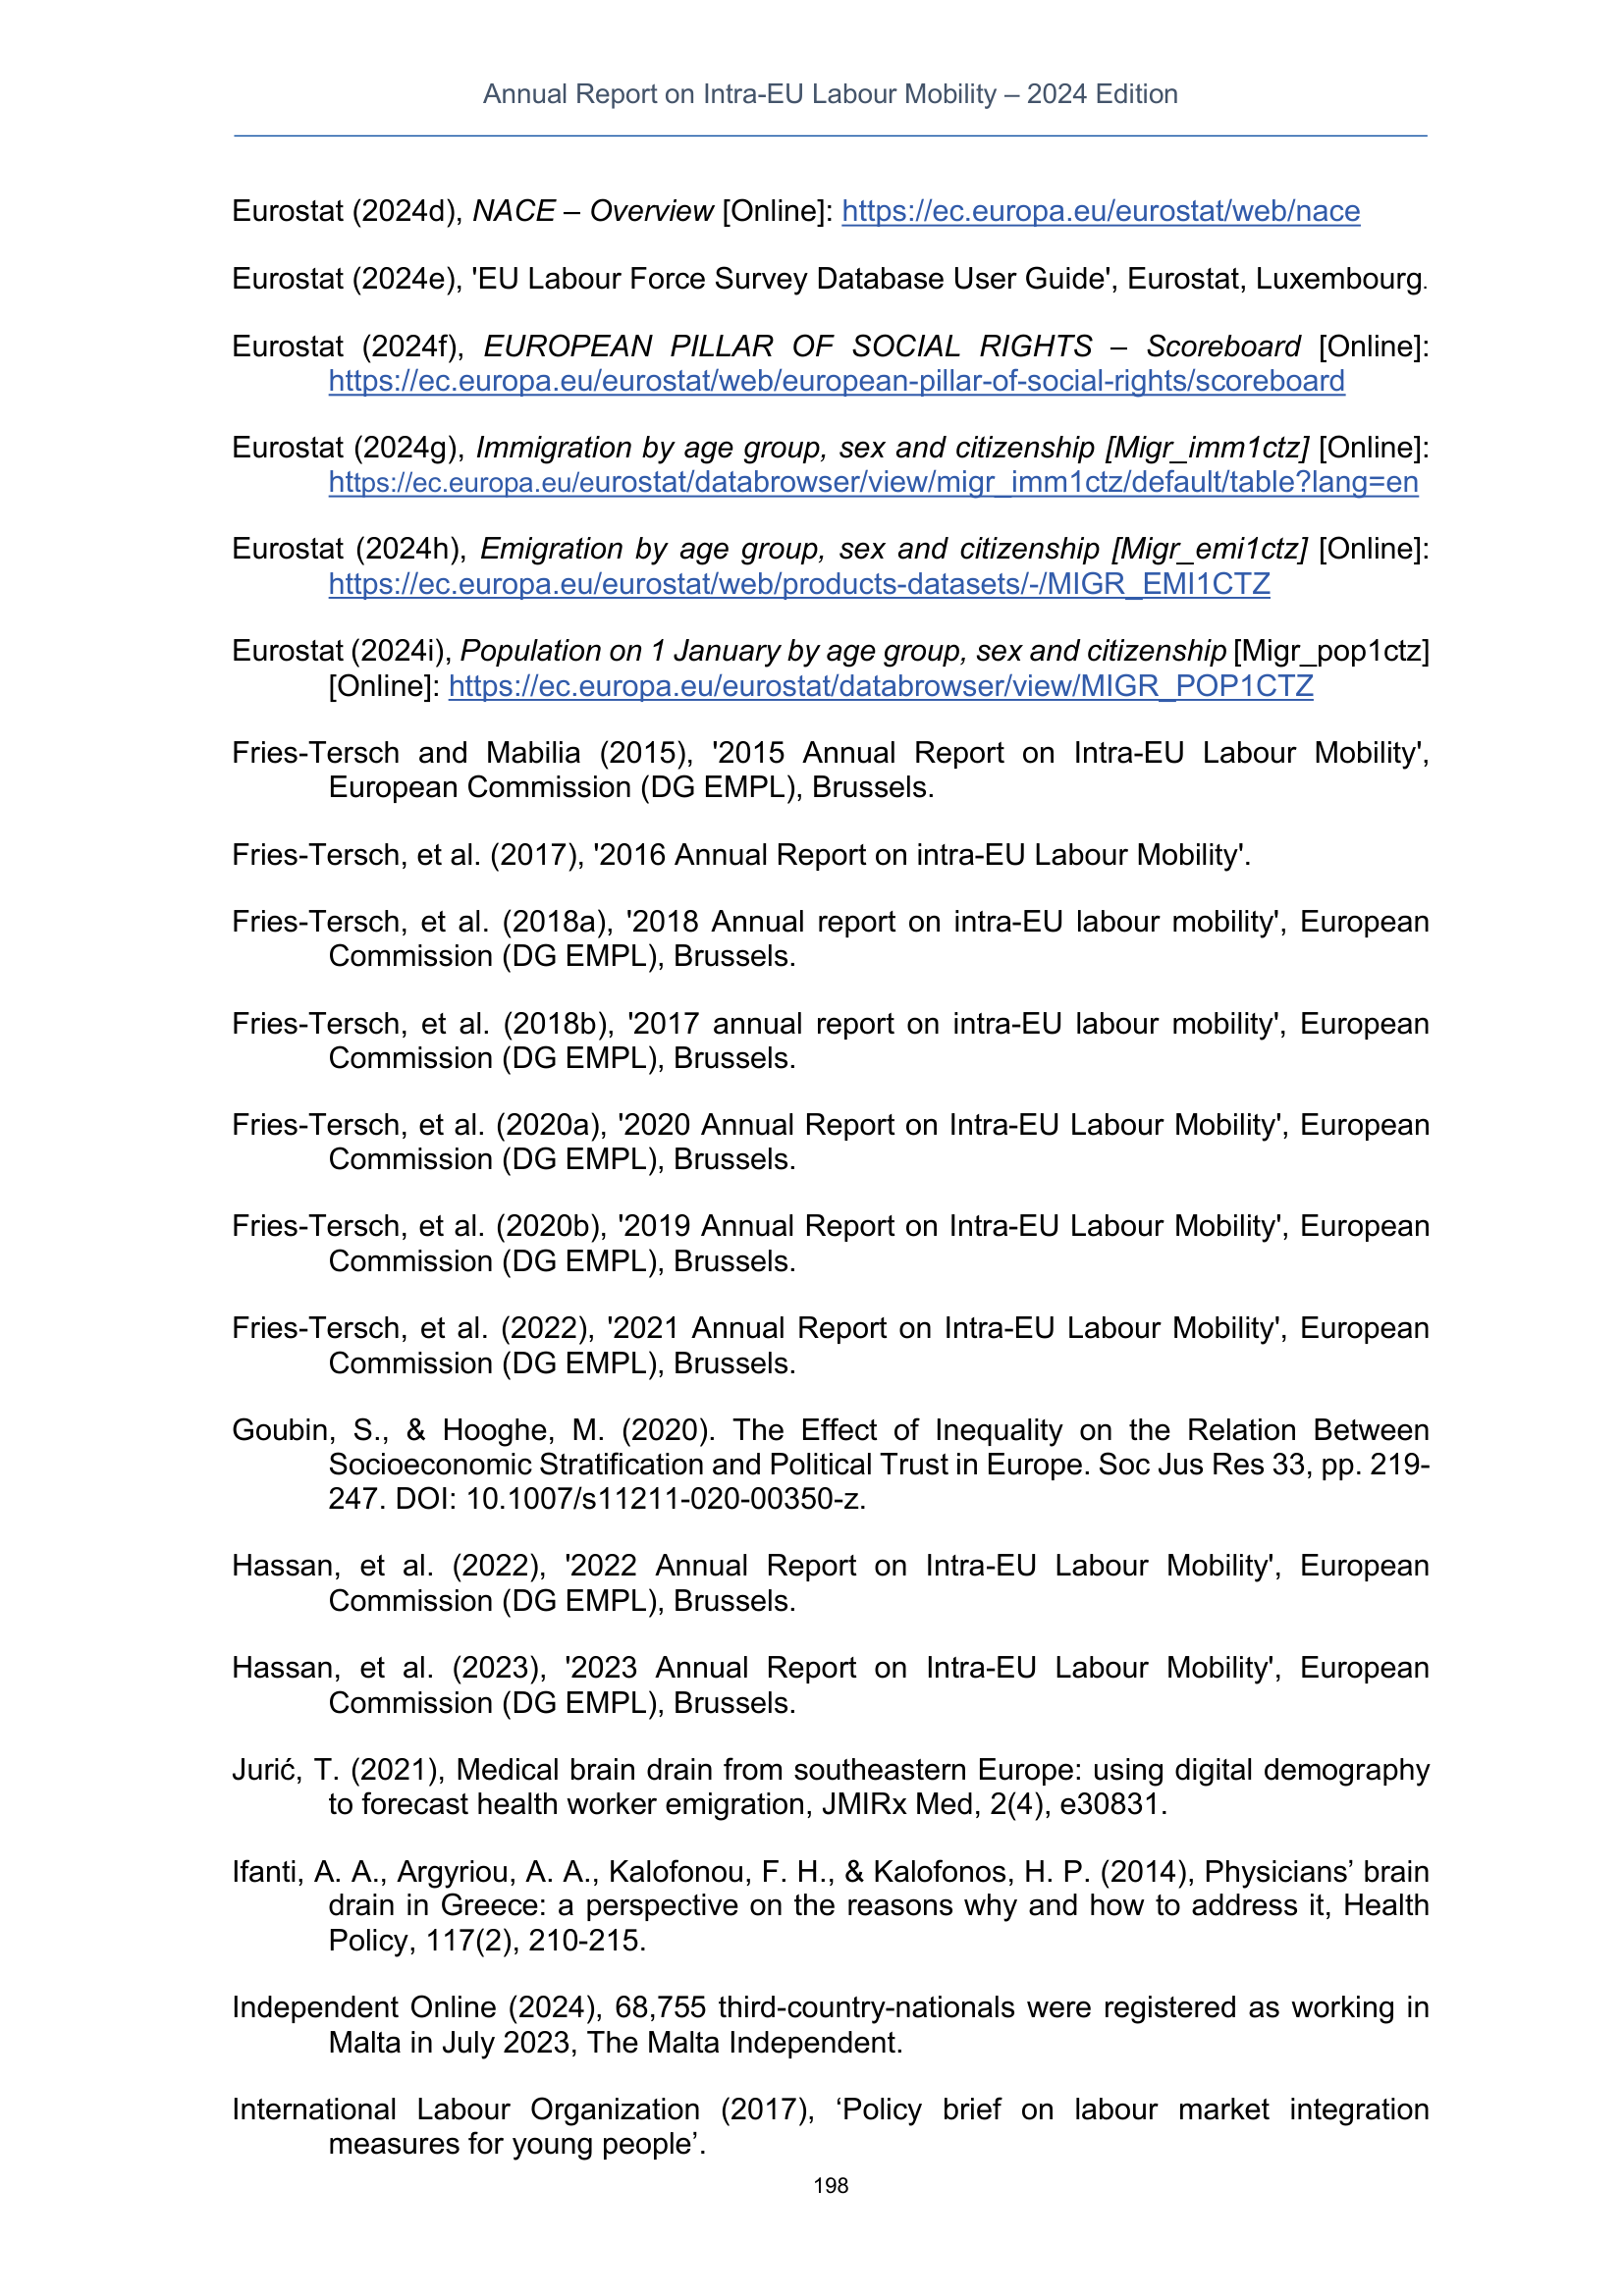 Annual Report on Intra-EU Labour Mobility – 2024 Edition
Eurostat (2024d), NACE – Overview [Online]: https://ec.europa.eu/eurostat/web/nace
Eurostat (2024e), 'EU Labour Force Survey Database User Guide', Eurostat, Luxembourg.
Eurostat (2024f), EUROPEAN PILLAR OF SOCIAL RIGHTS – Scoreboard [Online]:
https://ec.europa.eu/eurostat/web/european-pillar-of-social-rights/scoreboard
Eurostat (2024g), Immigration by age group, sex and citizenship [Migr_imm1ctz] [Online]:
https://ec.europa.eu/eurostat/databrowser/view/migr_imm1ctz/default/table?lang=en
Eurostat (2024h), Emigration by age group, sex and citizenship [Migr_emi1ctz] [Online]:
https://ec.europa.eu/eurostat/web/products-datasets/-/MIGR_EMI1CTZ
Eurostat (2024i), Population on 1 January by age group, sex and citizenship [Migr_pop1ctz]
[Online]: https://ec.europa.eu/eurostat/databrowser/view/MIGR_POP1CTZ
Fries-Tersch and Mabilia (2015), '2015 Annual Report on Intra-EU Labour Mobility',
European Commission (DG EMPL), Brussels.
Fries-Tersch, et al. (2017), '2016 Annual Report on intra-EU Labour Mobility'.
Fries-Tersch, et al. (2018a), '2018 Annual report on intra-EU labour mobility', European
Commission (DG EMPL), Brussels.
Fries-Tersch, et al. (2018b), '2017 annual report on intra-EU labour mobility', European
Commission (DG EMPL), Brussels.
Fries-Tersch, et al. (2020a), '2020 Annual Report on Intra-EU Labour Mobility', European
Commission (DG EMPL), Brussels.
Fries-Tersch, et al. (2020b), '2019 Annual Report on Intra-EU Labour Mobility', European
Commission (DG EMPL), Brussels.
Fries-Tersch, et al. (2022), '2021 Annual Report on Intra-EU Labour Mobility', European
Commission (DG EMPL), Brussels.
Goubin, S., & Hooghe, M. (2020). The Effect of Inequality on the Relation Between
Socioeconomic Stratification and Political Trust in Europe. Soc Jus Res 33, pp. 219-
247. DOI: 10.1007/s11211-020-00350-z.
Hassan, et al. (2022), '2022 Annual Report on Intra-EU Labour Mobility', European
Commission (DG EMPL), Brussels.
Hassan, et al. (2023), '2023 Annual Report on Intra-EU Labour Mobility', European
Commission (DG EMPL), Brussels.
Jurić, T. (2021), Medical brain drain from southeastern Europe: using digital demography
to forecast health worker emigration, JMIRx Med, 2(4), e30831.
Ifanti, A. A., Argyriou, A. A., Kalofonou, F. H., & Kalofonos, H. P. (2014), Physicians’ brain
drain in Greece: a perspective on the reasons why and how to address it, Health
Policy, 117(2), 210-215.
Independent Online (2024), 68,755 third-country-nationals were registered as working in
Malta in July 2023, The Malta Independent.
International Labour Organization (2017), ‘Policy brief on labour market integration
measures for young people’.
198